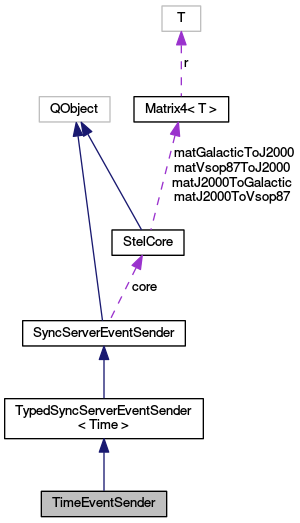 T
r
QObject
Matrix4< T >
matGalacticToJ2000
matVsop87ToJ2000
matJ2000ToGalactic
matJ2000ToVsop87
StelCore
core
SyncServerEventSender
TypedSyncServerEventSender
< Time >
TimeEventSender